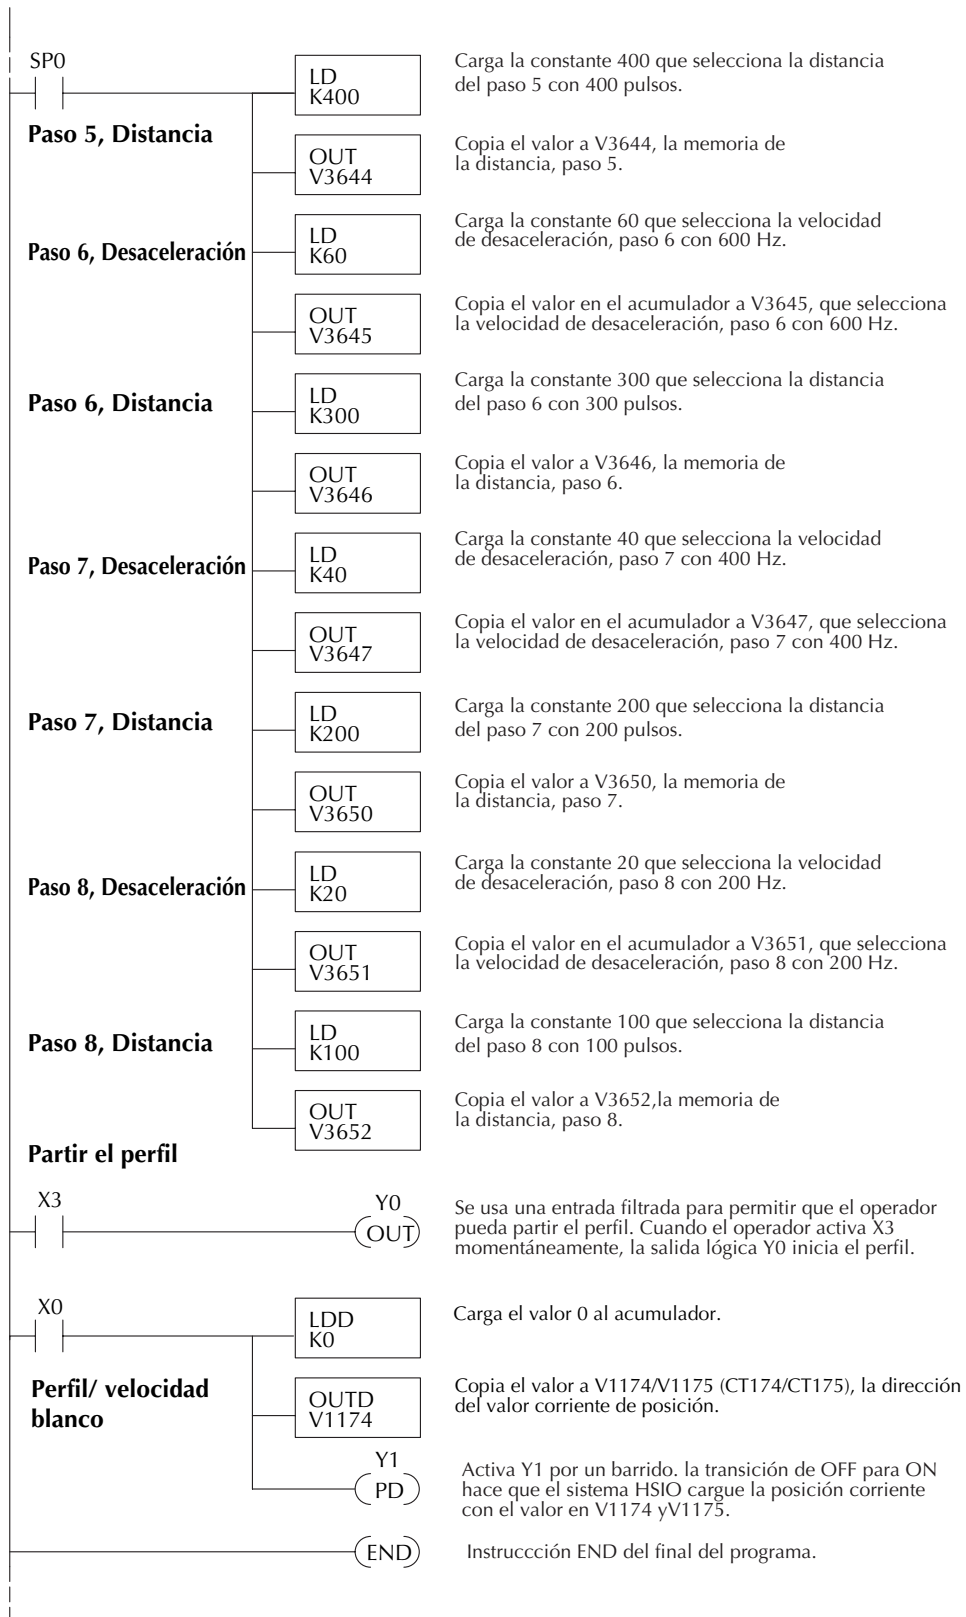 SP0
LD
K400
Carga la constante 400 que selecciona la distancia
del paso 5 con 400 pulsos.
Paso 5, Distancia
OUT
V3644
Copia el valor a V3644, la memoria de
la distancia, paso 5.
Paso 6, Desaceleración
LD
K60
Carga la constante 60 que selecciona la velocidad
de desaceleración, paso 6 con 600 Hz.
OUT
V3645
Copia el valor en el acumulador a V3645, que selecciona
la velocidad de desaceleración, paso 6 con 600 Hz.
Paso 6, Distancia
LD
K300
Carga la constante 300 que selecciona la distancia
del paso 6 con 300 pulsos.
OUT
V3646
Copia el valor a V3646, la memoria de
la distancia, paso 6.
Paso 7, Desaceleración
LD
K40
Carga la constante 40 que selecciona la velocidad
de desaceleración, paso 7 con 400 Hz.
OUT
V3647
Copia el valor en el acumulador a V3647, que selecciona
la velocidad de desaceleración, paso 7 con 400 Hz.
Paso 7, Distancia
LD
K200
Carga la constante 200 que selecciona la distancia
del paso 7 con 200 pulsos.
OUT
V3650
Copia el valor a V3650, la memoria de
la distancia, paso 7.
Paso 8, Desaceleración
LD
K20
Carga la constante 20 que selecciona la velocidad
de desaceleración, paso 8 con 200 Hz.
OUT
V3651
Copia el valor en el acumulador a V3651, que selecciona
la velocidad de desaceleración, paso 8 con 200 Hz.
Paso 8, Distancia
LD
K100
Carga la constante 100 que selecciona la distancia
del paso 8 con 100 pulsos.
OUT
V3652
Copia el valor a V3652,la memoria de
la distancia, paso 8.
Partir el perfil
X3
Y0
OUT
Se usa una entrada filtrada para permitir que el operador
pueda partir el perfil. Cuando el operador activa X3
momentáneamente, la salida lógica Y0 inicia el perfil.
X0
LDD
K0
Carga el valor 0 al acumulador.
Perfil/ velocidad
blanco
OUTD
V1174
Copia el valor a V1174/V1175 (CT174/CT175), la dirección
del valor corriente de posición.
Y1
PD
Activa Y1 por un barrido. la transición de OFF para ON
hace que el sistema HSIO cargue la posición corriente
con el valor en V1174 yV1175.
END
Instruccción END del final del programa.